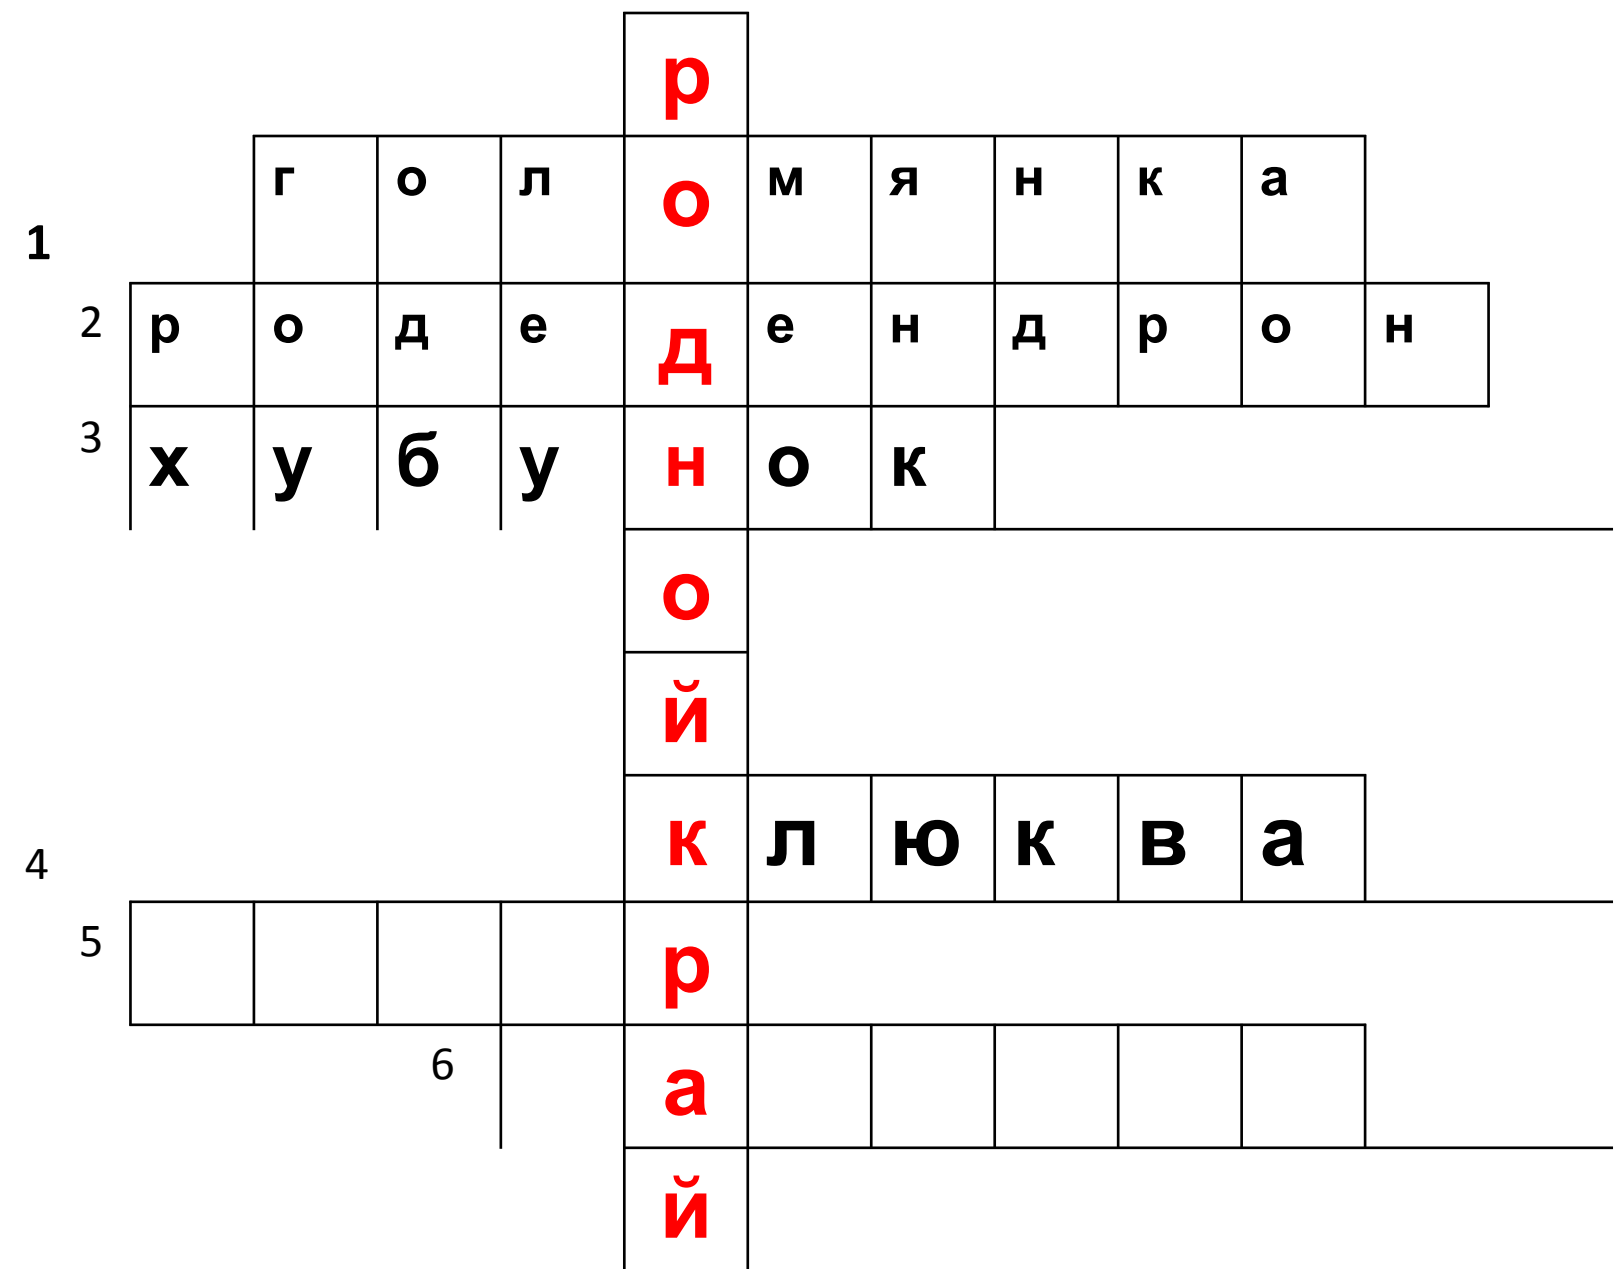 р
г о л о м я н к а
1
2 р о д е д е н д р о н
3 х у б у н о к
о
й
к л ю к в а
4
5 р
6 а
й